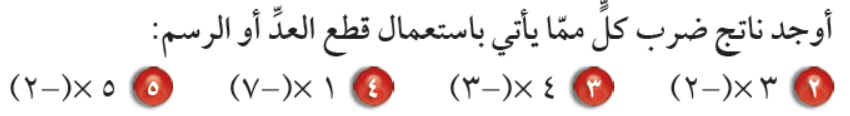 أوجد ناتج ضرب كلٍّ ممّا يأتي باستعمال قطع العدِّ أو الرسم:
٢ ٣ ×(−٢) ٣ ٤ ×(−٣) ٤ ١ ×(−٧) ٥ ٥ ×(−٢)